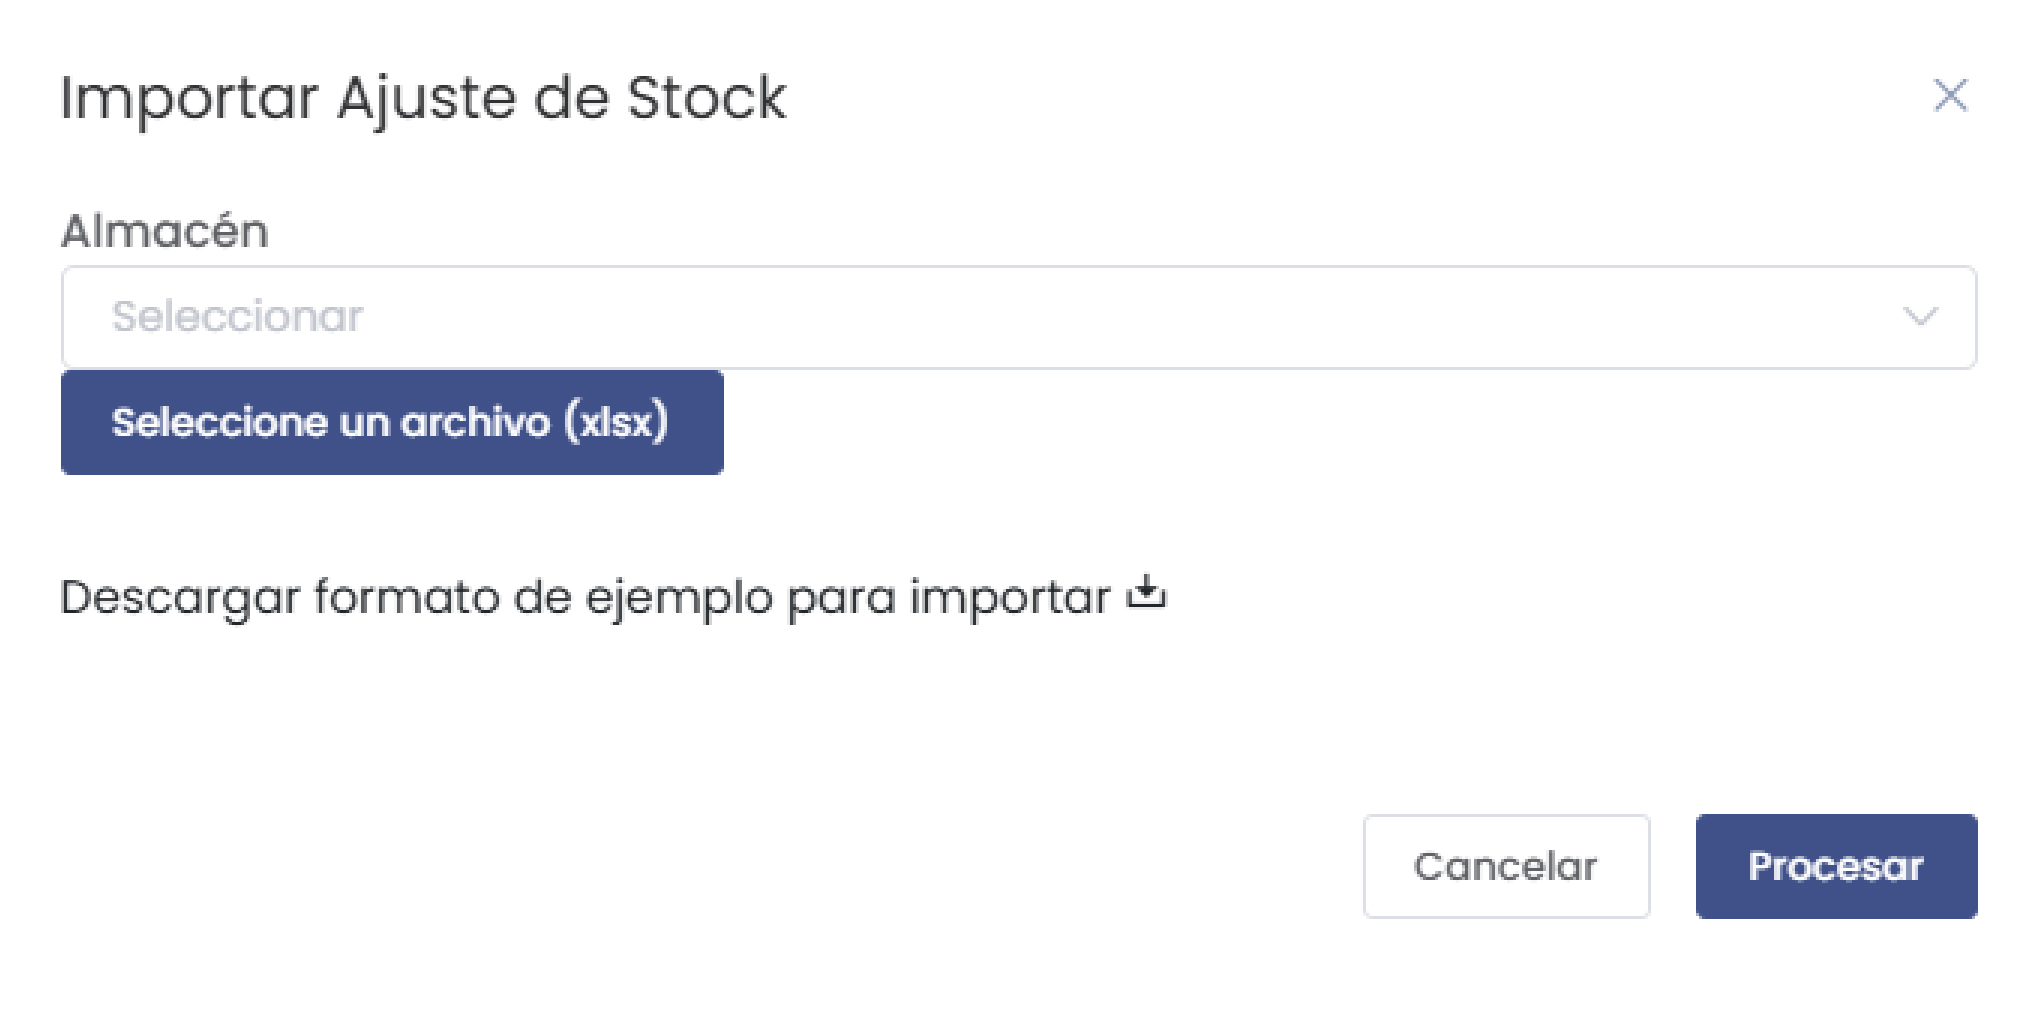 Importar Ajuste de Stock
Almacén
Seleccionar
Seleccione un archivo (xlsx)
Descargar formato de ejemplo para importar
Cancelar
Procesar